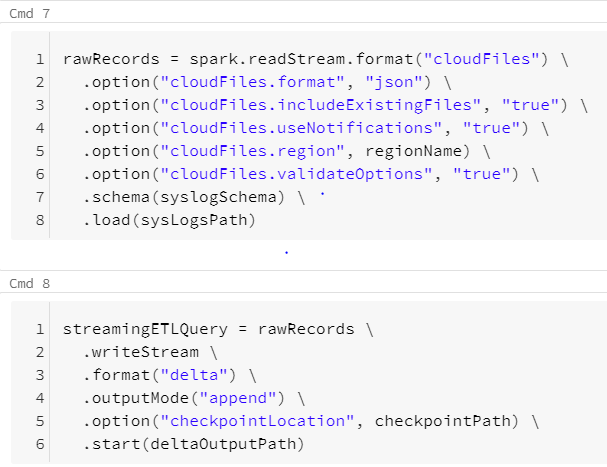 Cmd 7
1 rawRecords = spark.readStream.format("cloudFiles") \
2   .option("cloudFiles.format", "json") \
3   .option("cloudFiles.includeExistingFiles", "true") \
4   .option("cloudFiles.useNotifications", "true") \
5   .option("cloudFiles.region", regionName) \
6   .option("cloudFiles.validateOptions", "true") \
7   .schema(syslogSchema) \
8   .load(sysLogsPath)
Cmd 8
1 streamingETLQuery = rawRecords \
2   .writeStream \
3   .format("delta") \
4   .outputMode("append") \
5   .option("checkpointLocation", checkpointPath) \
6   .start(deltaOutputPath)